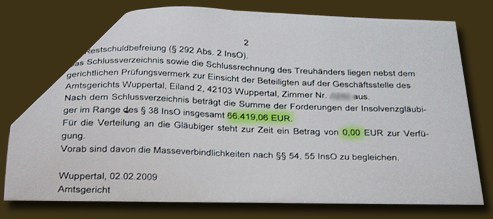 2
Restschuldbefreiung (§ 292 Abs. 2 InsO).
Das Schlussverzeichnis sowie die Schlussrechnung des Treuhänders liegen nebst dem
gerichtlichen Prüfungsvermerk zur Einsicht der Beteiligten auf der Geschäftsstelle des
Amtsgerichts Wuppertal, Eiland 2, 42103 Wuppertal, Zimmer Nr. aus.
Nach dem Schlussverzeichnis beträgt die Summe der Forderungen der Insolvenzgläubi-
ger im Range des § 38 InsO insgesamt 66.419,06 EUR.
Für die Verteilung an die Gläubiger steht zur Zeit ein Betrag von 0,00 EUR zur Verfü-
gung.
Vorab sind davon die Masseverbindlichkeiten nach §§ 54, 55 InsO zu begleichen.
Wuppertal, 02.02.2009
Amtsgericht